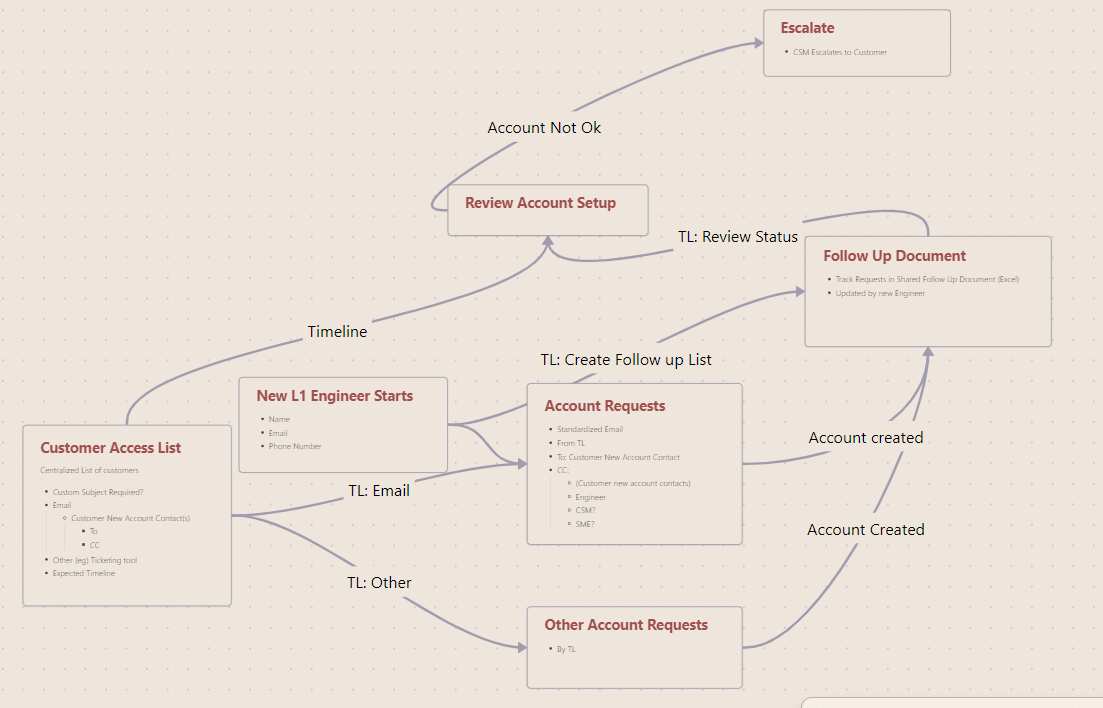 Escalate
CSM Escalates to Customer
Account Not Ok
Review Account Setup
TL: Review Status
Follow Up Document
Track Requests in Shared Follow Up Document (Excel)
Updated by new Engineer
Timeline
TL: Create Follow up List
New L1 Engineer Starts
Name
Email
Phone Number
Account Requests
Standardized Email
From TL
To: Customer New Account Contact
CC:
(Customer new account contacts)
Engineer
CSM?
SME?
Customer Access List
Centralized List of customers
Custom Subject Required?
Email
Customer New Account Contact(s)
To
CC
Other (eg) Ticketing tool
Expected Timeline
TL: Email
TL: Other
Account created
Account Created
Other Account Requests
By TL